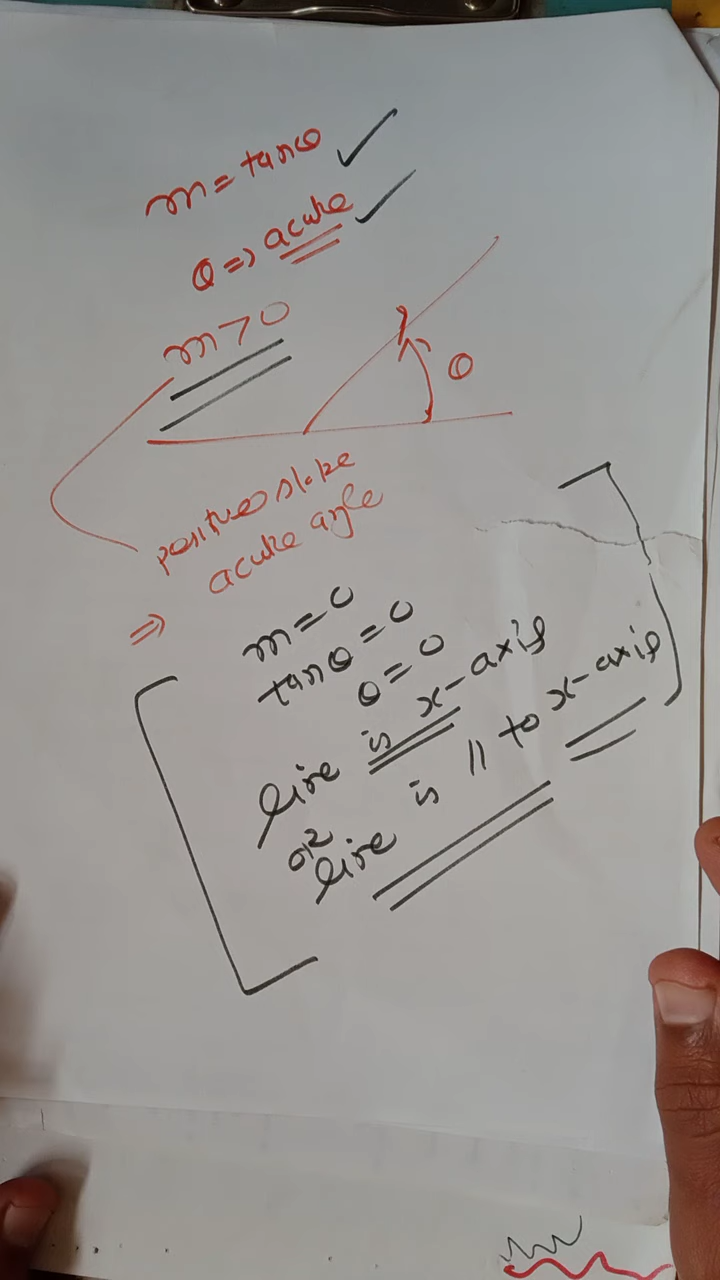 m = tanθ ✓
θ ⇒ acute ✓
m > 0
θ
positive slope
acute angle
⇒ m = 0
tanθ = 0
θ = 0
line is x-axis
or
line is || to x-axis